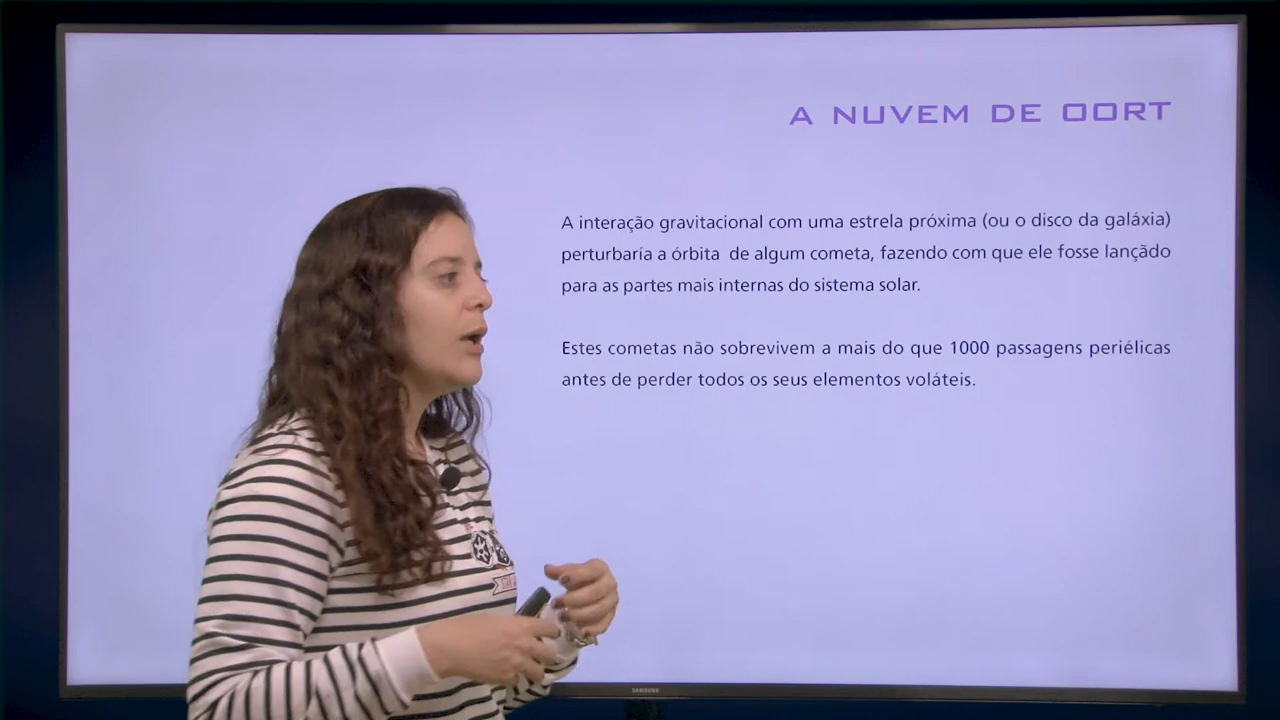 A NUVEM DE OORT
A interação gravitacional com uma estrela próxima (ou o disco da galáxia)
perturbaría a órbita de algum cometa, fazendo com que ele fosse lançãdo
para as partes mais internas do sistema solar.
Estes cometas não sobrevivem a mais do que 1000 passagens periélicas
antes de perder todos os seus elementos voláteis.
SAMSUNG